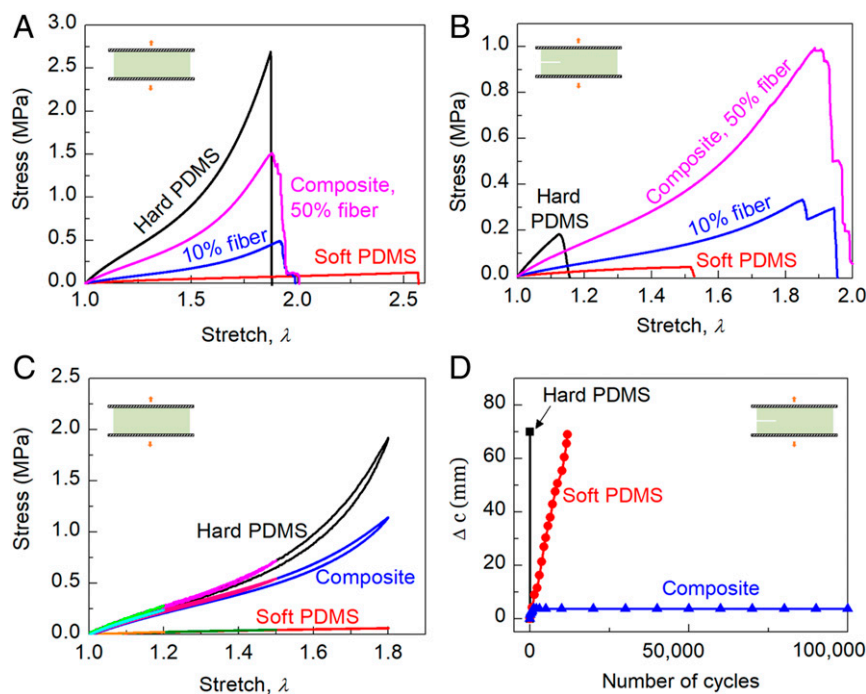 A
Stress (MPa)
3.0
2.5
2.0
1.5
1.0
0.5
0.0
Hard PDMS
Composite,
50% fiber
10% fiber
Soft PDMS
1.0
1.5
2.0
2.5
Stretch, λ
B
Stress (MPa)
1.0
0.8
0.6
0.4
0.2
0.0
Hard
PDMS
Composite, 50% fiber
10% fiber
Soft PDMS
1.0
1.2
1.4
1.6
1.8
2.0
Stretch, λ
C
Stress (MPa)
2.5
2.0
1.5
1.0
0.5
0.0
Hard PDMS
Composite
Soft PDMS
1.0
1.2
1.4
1.6
1.8
Stretch, λ
D
Δ c (mm)
80
60
40
20
0
Hard PDMS
Soft PDMS
Composite
0
50,000
100,000
Number of cycles